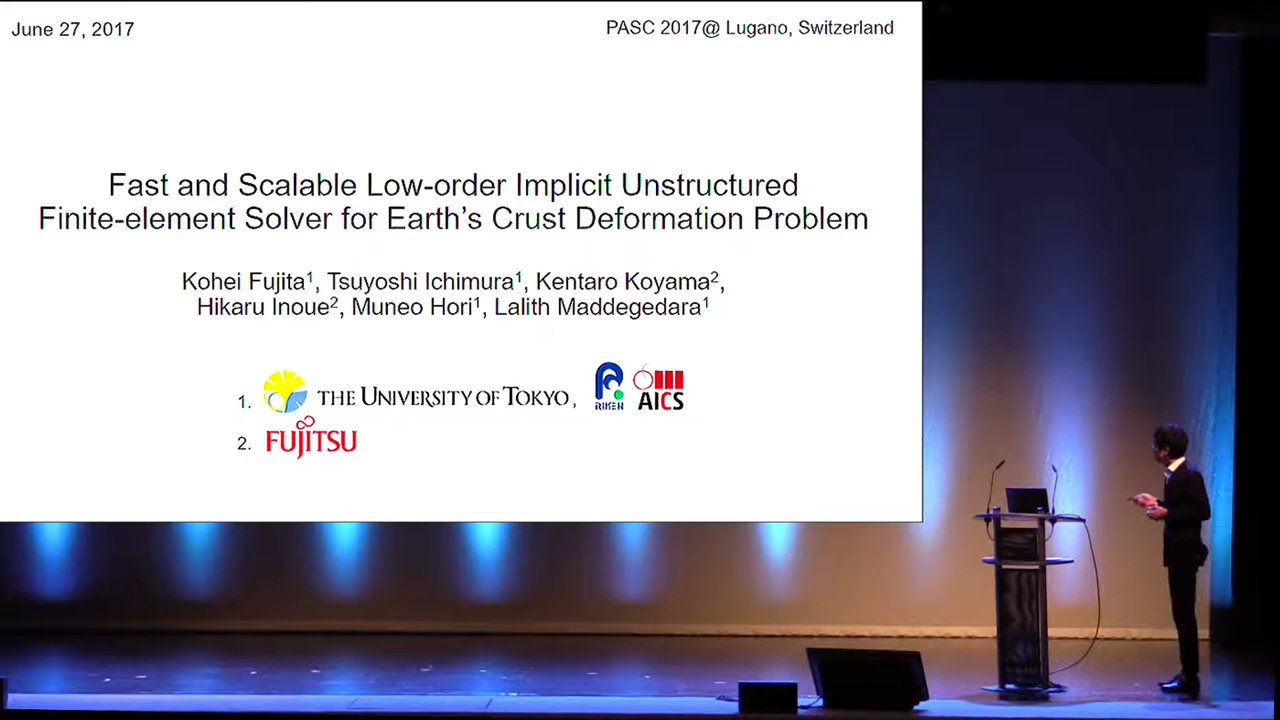 June 27, 2017
PASC 2017@ Lugano, Switzerland
Fast and Scalable Low-order Implicit Unstructured
Finite-element Solver for Earth's Crust Deformation Problem
Kohei Fujita¹, Tsuyoshi Ichimura¹, Kentaro Koyama²,
Hikaru Inoue², Muneo Hori¹, Lalith Maddegedara¹
1. THE UNIVERSITY OF TOKYO, RIKEN AICS
2. FUJITSU